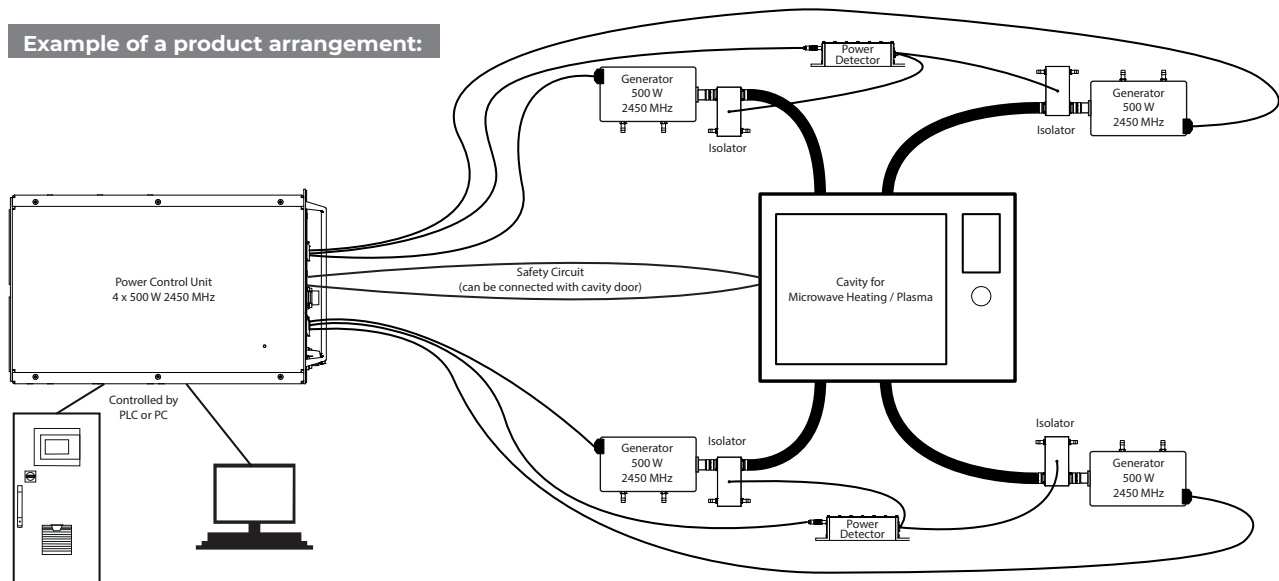 Example of a product arrangement:
Power
Detector
Generator
500 W
2450 MHz
Isolator
Generator
500 W
2450 MHz
Isolator
Power Control Unit
4 x 500 W 2450 MHz
Safety Circuit
(can be connected with cavity door)
Cavity for
Microwave Heating / Plasma
Controlled by
PLC or PC
Generator
500 W
2450 MHz
Isolator
Isolator
Generator
500 W
2450 MHz
Power
Detector